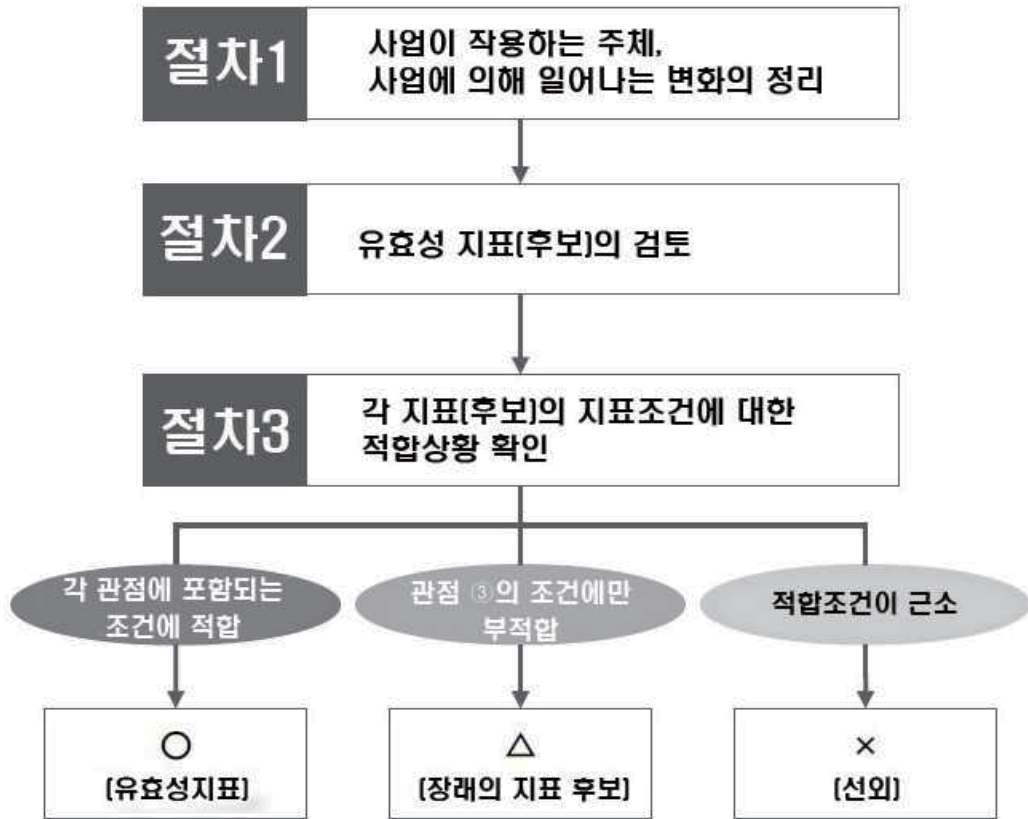 절차1
사업이 작용하는 주체,
사업에 의해 일어나는 변화의 정리
절차2
유효성 지표(후보)의 검토
절차3
각 지표(후보)의 지표조건에 대한
적합상황 확인
각 관점에 포함되는
조건에 적합
관점 ③의 조건에만
부적합
적합조건이 근소
○
(유효성지표)
△
(장래의 지표 후보)
×
(선외)